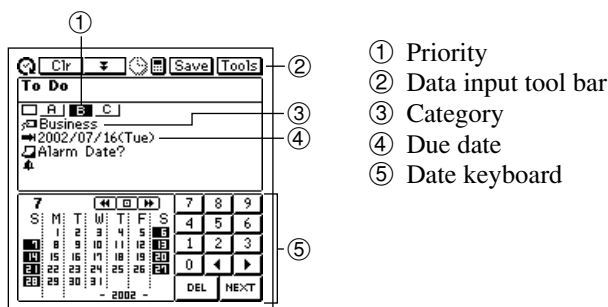 ①
Clr Save Tools ②
To Do
A B C
Business ③
2002/07/16(Tue) ④
Alarm Date?
7 7 8 9
S M T W T F S 4 5 6
1 2 3 4 5 6 1 2 3
7 8 9 10 11 12 13 0
14 15 16 17 18 19 20
21 22 23 24 25 26 27 DEL NEXT
28 29 30 31
- 2002 -
⑤
① Priority
② Data input tool bar
③ Category
④ Due date
⑤ Date keyboard